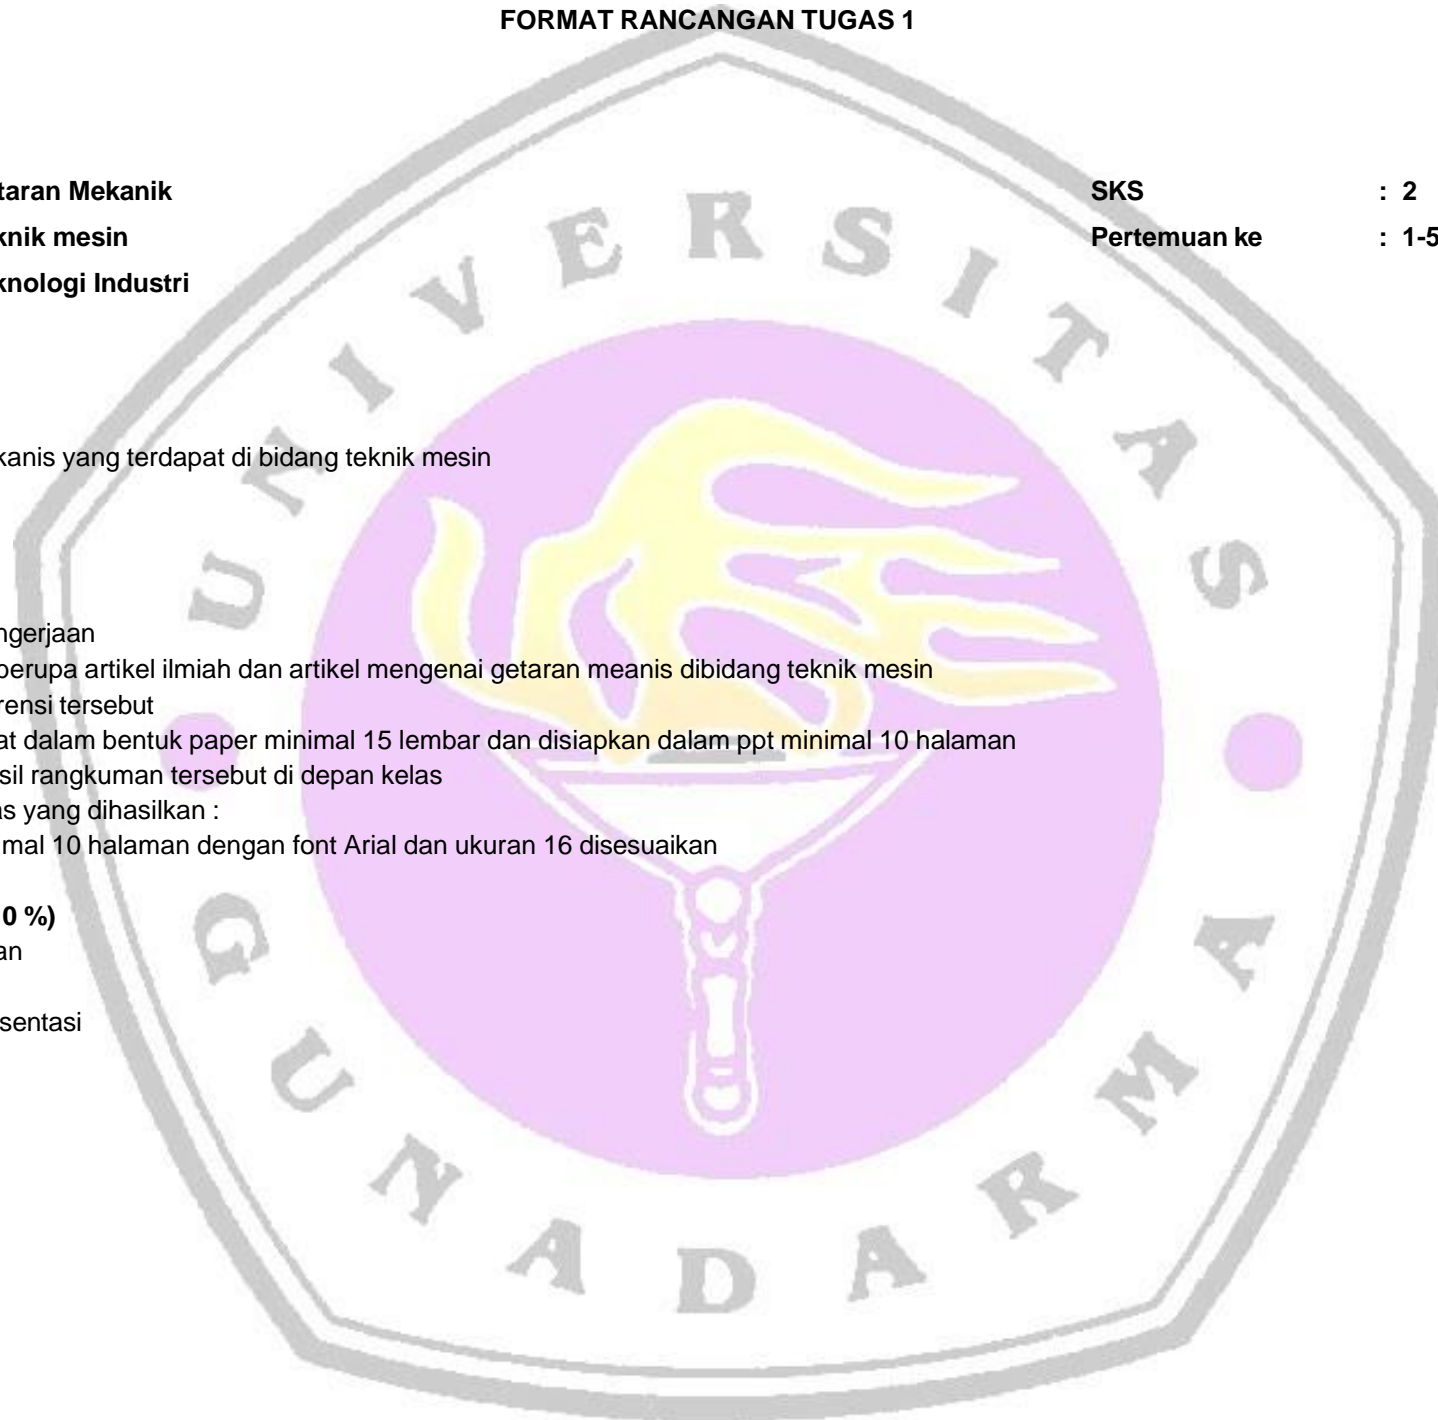 FORMAT RANCANGAN TUGAS 1
taran Mekanik SKS : 2
knik mesin Pertemuan ke : 1-5
knologi Industri
UNIVERSITAS
kanis yang terdapat di bidang teknik mesin
ngerjaan
berupa artikel ilmiah dan artikel mengenai getaran meanis dibidang teknik mesin
rensi tersebut
at dalam bentuk paper minimal 15 lembar dan disiapkan dalam ppt minimal 10 halaman
sil rangkuman tersebut di depan kelas
as yang dihasilkan :
imal 10 halaman dengan font Arial dan ukuran 16 disesuaikan
0 %)
an
sentasi
GUNADARMA